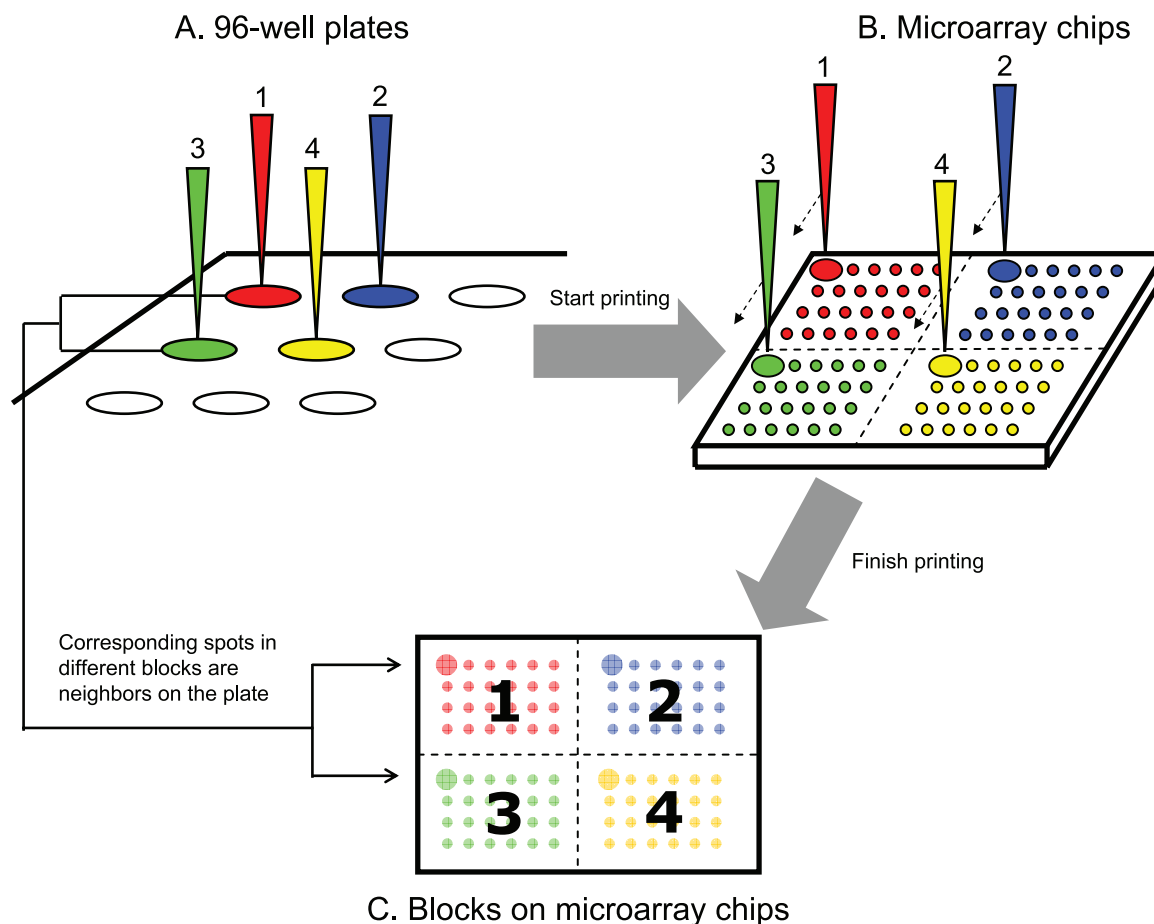 A. 96-well plates
B. Microarray chips
1
2
3
4
1
2
3
4
Start printing
Finish printing
Corresponding spots in
different blocks are
neighbors on the plate
1
2
3
4
C. Blocks on microarray chips